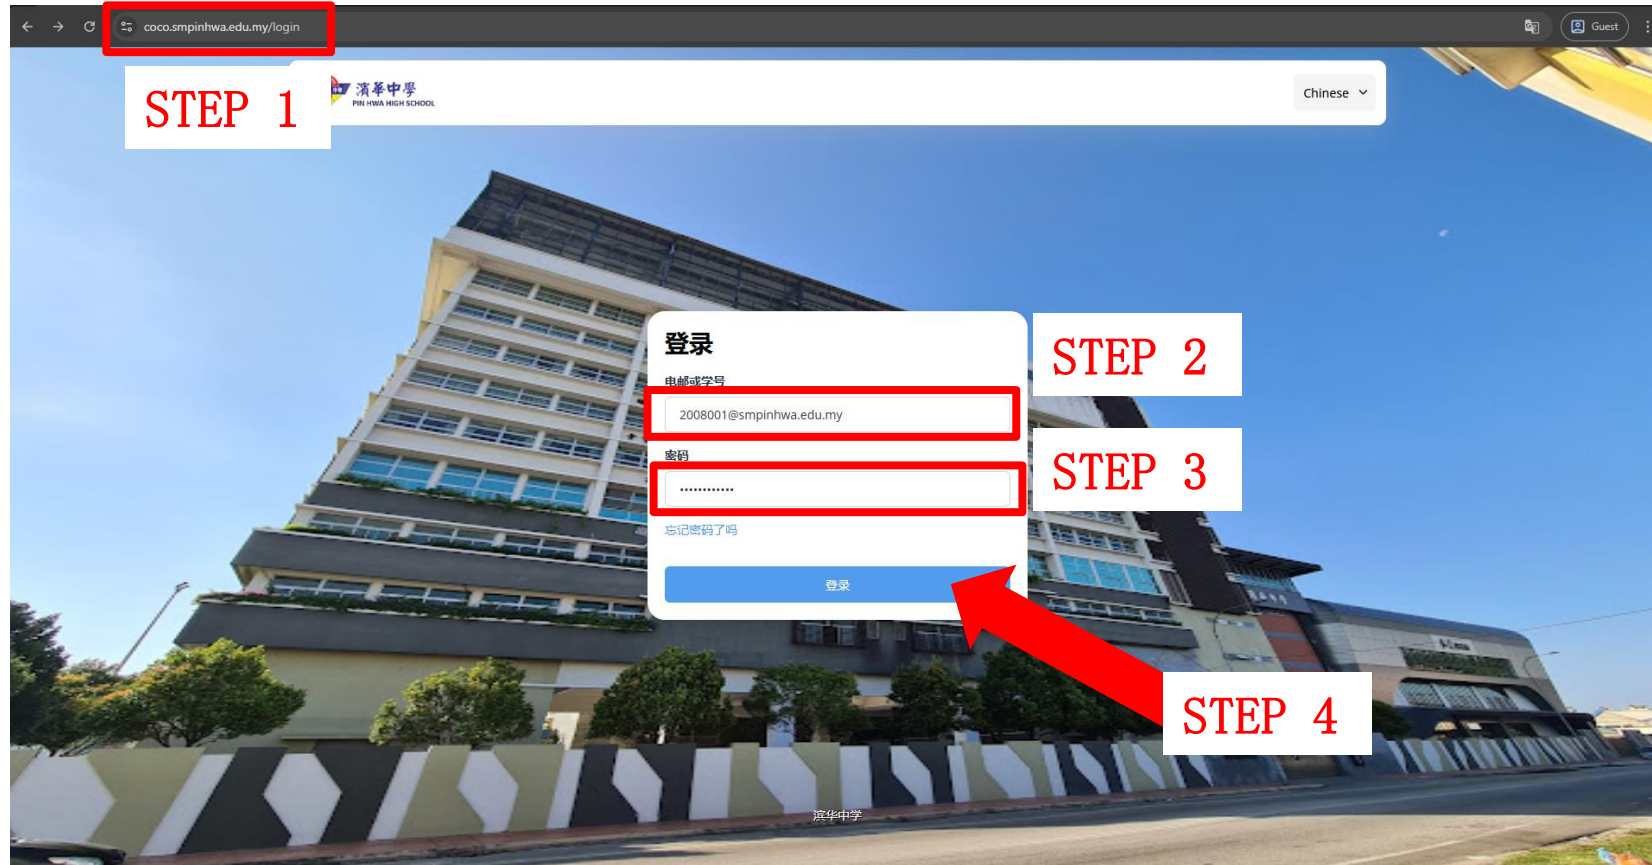 coco.smpinhwa.edu.my/login
Guest
STEP 1
濱華中學
PIN HWA HIGH SCHOOL
Chinese
登录
STEP 2
电邮或学号
2008001@smpinhwa.edu.my
密码
STEP 3
••••••••••••
忘记密码了吗
登录
STEP 4
滨华中学